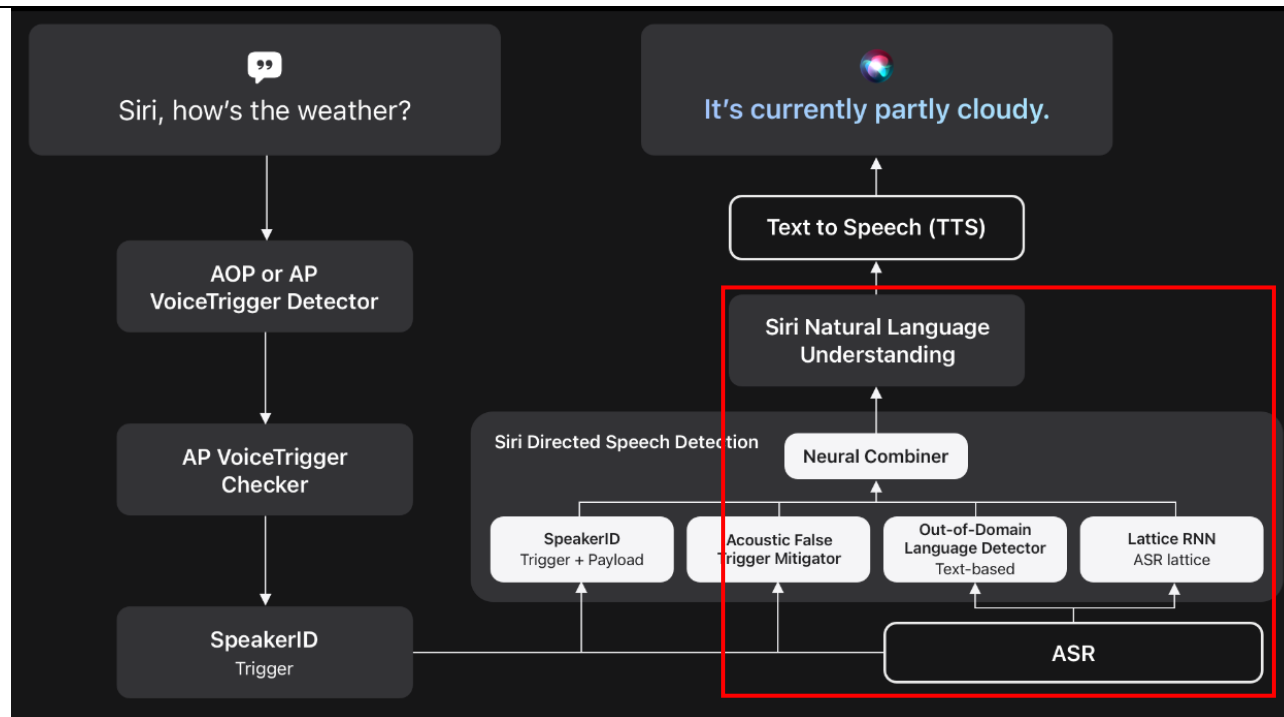 Siri, how’s the weather?
AOP or AP
VoiceTrigger Detector
AP VoiceTrigger
Checker
SpeakerID
Trigger
It’s currently partly cloudy.
Text to Speech (TTS)
Siri Natural Language
Understanding
Siri Directed Speech Detection
Neural Combiner
SpeakerID
Trigger + Payload
Acoustic False
Trigger Mitigator
Out-of-Domain
Language Detector
Text-based
Lattice RNN
ASR lattice
ASR